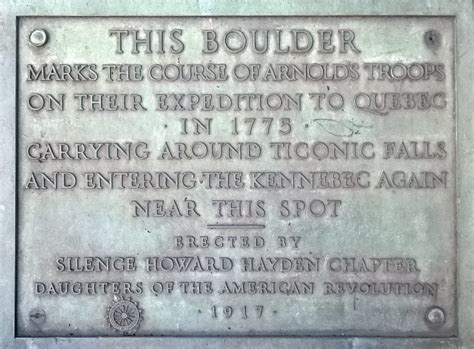 THIS BOULDER
MARKS THE COURSE OF ARNOLD'S TROOPS
ON THEIR EXPEDITION TO QUEBEC
· IN 1775 ·
CARRYING AROUND TICONIC FALLS
AND ENTERING THE KENNEBEC AGAIN
NEAR THIS SPOT
ERECTED BY
SILENCE HOWARD HAYDEN CHAPTER
DAUGHTERS OF THE AMERICAN REVOLUTION
· 1917 ·